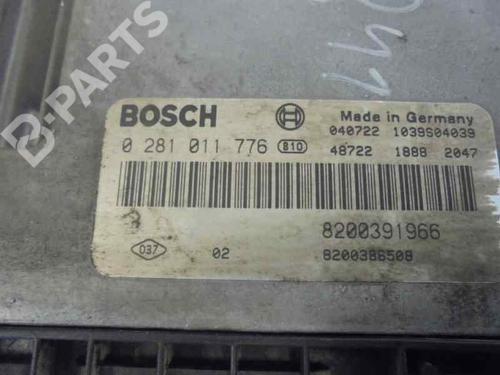 B-PARTS
BOSCH
Made in Germany
040722 1039S04039
0 281 011 776 810
48722 1888 2047
8200391966
037 02 8200386508